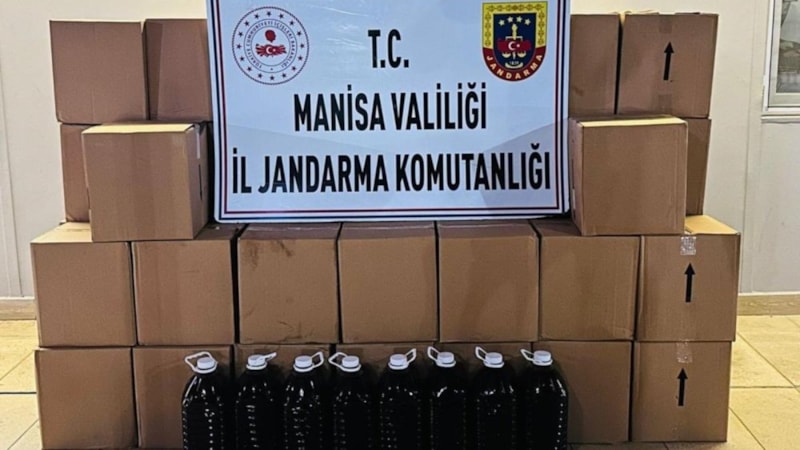 T.C.
MANİSA VALİLİĞİ
İL JANDARMA KOMUTANLIĞI
JANDARMA